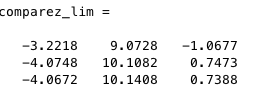 comparez_lim =
-3.2218 9.0728 -1.0677
-4.0748 10.1082 0.7473
-4.0672 10.1408 0.7388